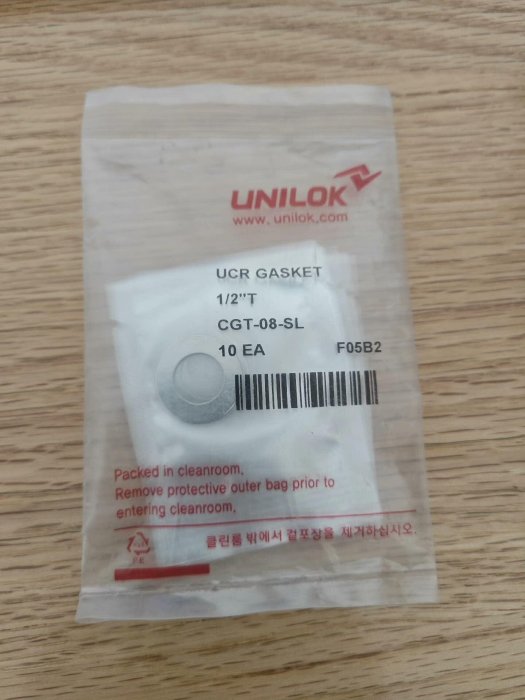 UNILOK
www.unilok.com
UCR GASKET
1/2"T
CGT-08-SL
10 EA F05B2
Packed in cleanroom.
Remove protective outer bag prior to
entering cleanroom.
클린룸 밖에서 겉포장을 제거하십시오.
PE